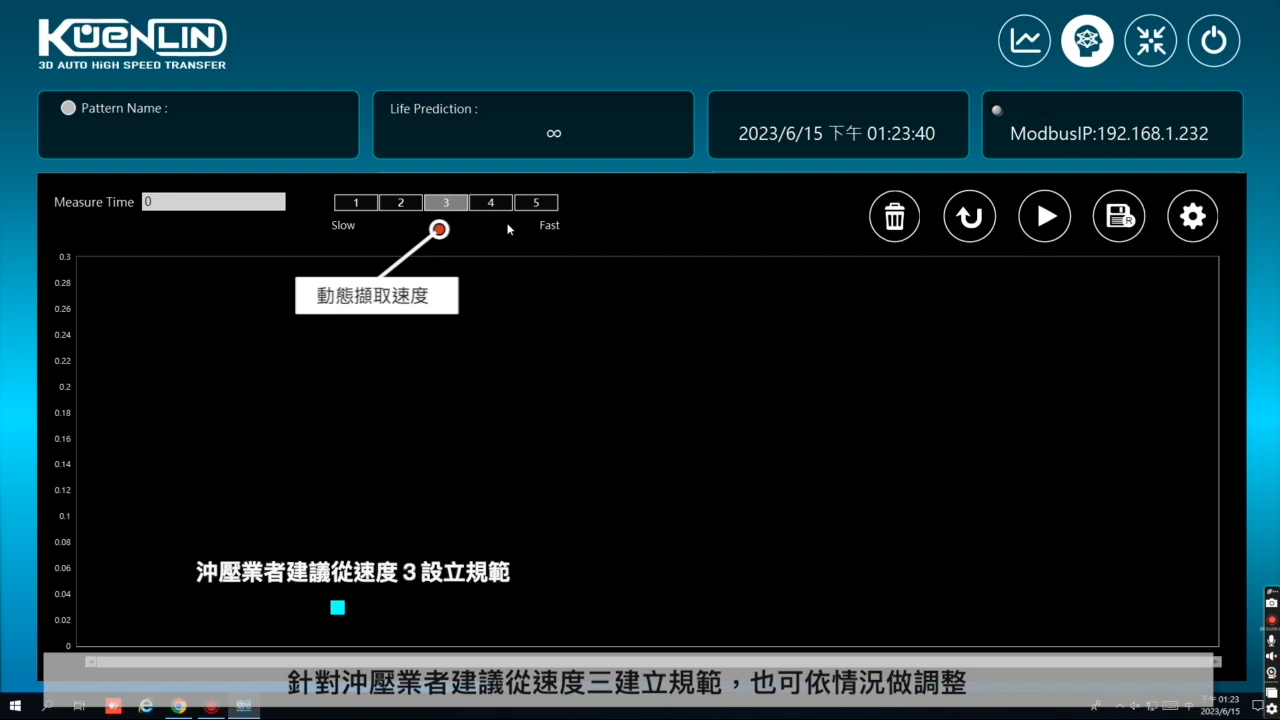 KÜENLIN
3D AUTO HiGH SPEED TRANSFER
Pattern Name :
Life Prediction :
∞
2023/6/15 下午 01:23:40
ModbusIP:192.168.1.232
Measure Time 0
1 2 3 4 5
Slow Fast
動態擷取速度
0.3
0.28
0.26
0.24
0.22
0.2
0.18
0.16
0.14
0.12
0.1
0.08
0.06
0.04
0.02
0
沖壓業者建議從速度3設立規範
針對沖壓業者建議從速度三建立規範，也可依情況做調整
下午 01:23
2023/6/15